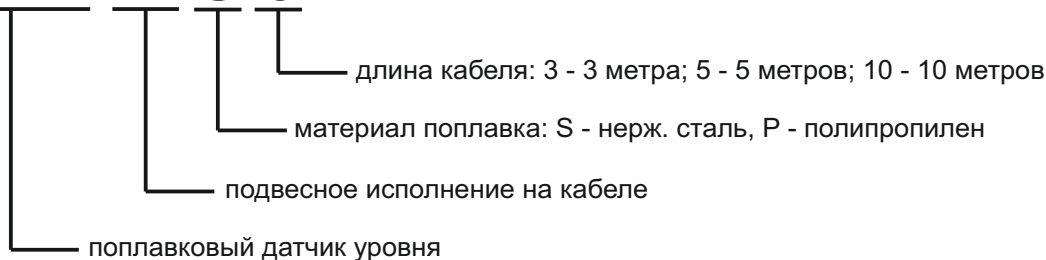 длина кабеля: 3 - 3 метра; 5 - 5 метров; 10 - 10 метров
материал поплавка: S - нерж. сталь, P - полипропилен
подвесное исполнение на кабеле
поплавковый датчик уровня